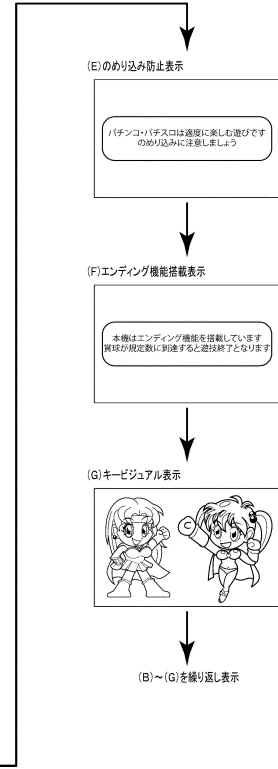 (E)のめり込み防止表示
パチンコ・パチスロは適度に楽しむ遊びです
のめり込みに注意しましょう
(F)エンディング機能搭載表示
本機はエンディング機能を搭載しています
賞球が規定数に到達すると遊技終了となります
(G)キービジュアル表示
(B)～(G)を繰り返し表示